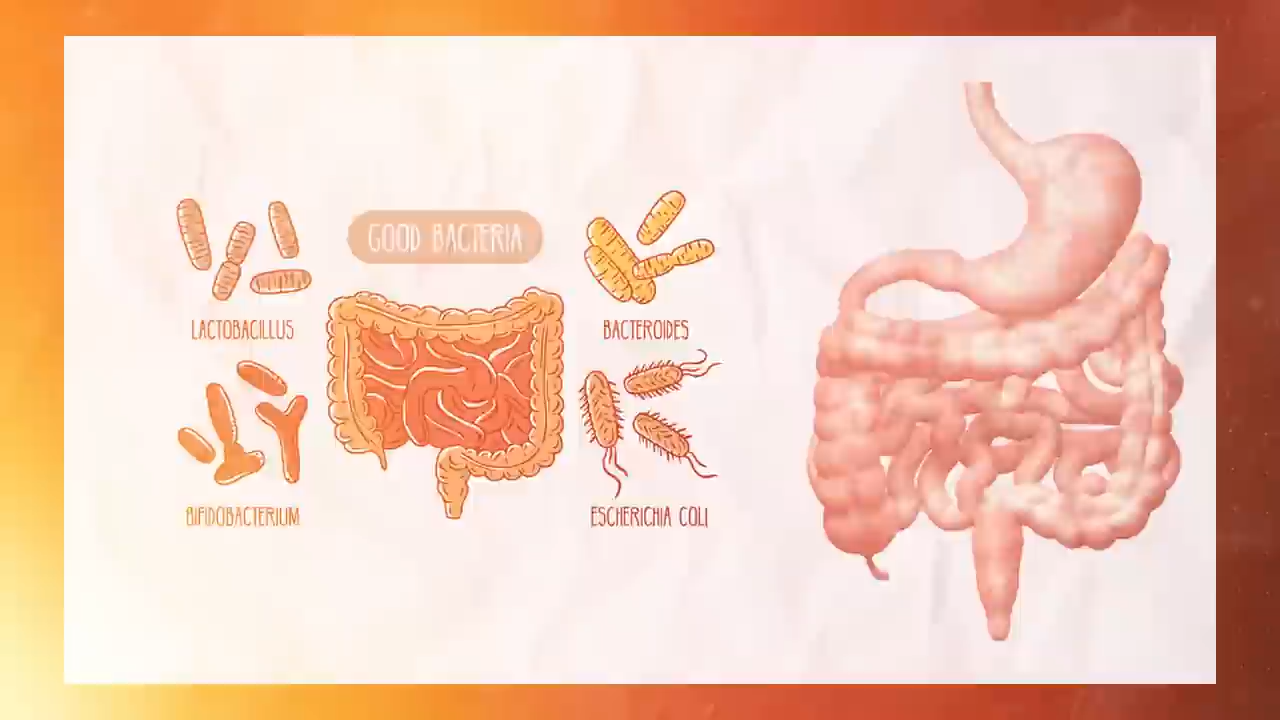 GOOD BACTERIA
LACTOBACILLUS
BACTEROIDES
BIFIDOBACTERIUM
ESCHERICHIA COLI